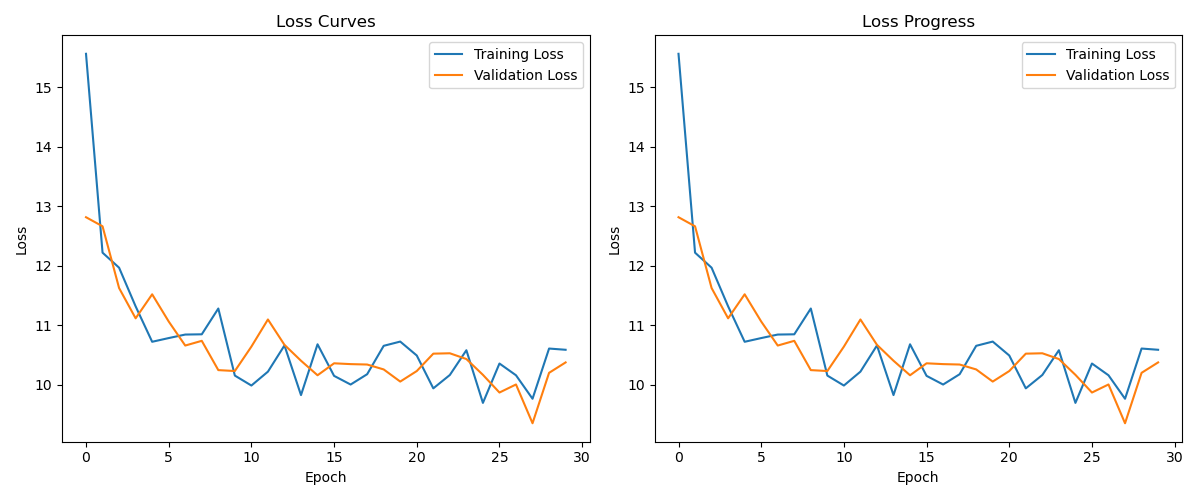 Loss Curves
Training Loss
Validation Loss
15
14
13
12
11
10
Loss
0 5 10 15 20 25 30
Epoch
Loss Progress
Training Loss
Validation Loss
15
14
13
12
11
10
Loss
0 5 10 15 20 25 30
Epoch